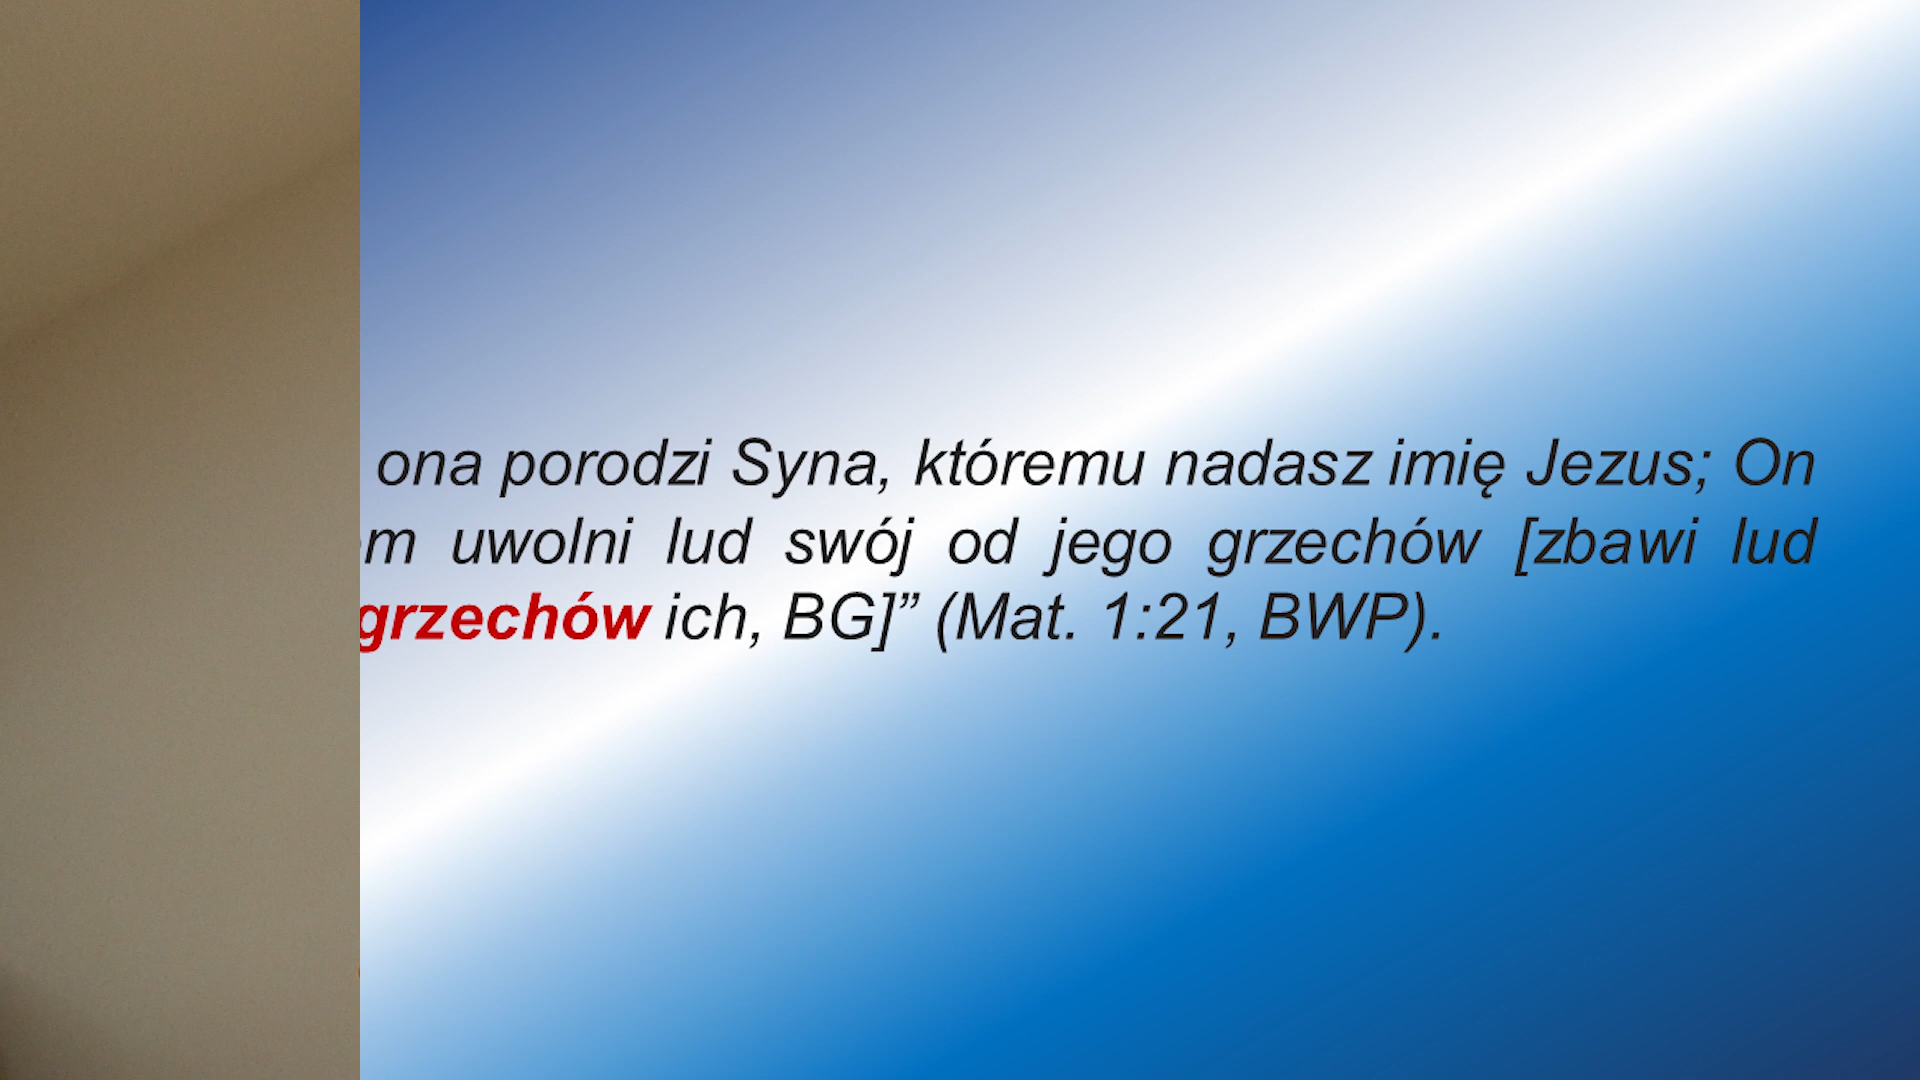 ona porodzi Syna, któremu nadasz imię Jezus; On
uwolni lud swój od jego grzechów [zbawi lud
grzechów ich, BG]” (Mat. 1:21, BWP).